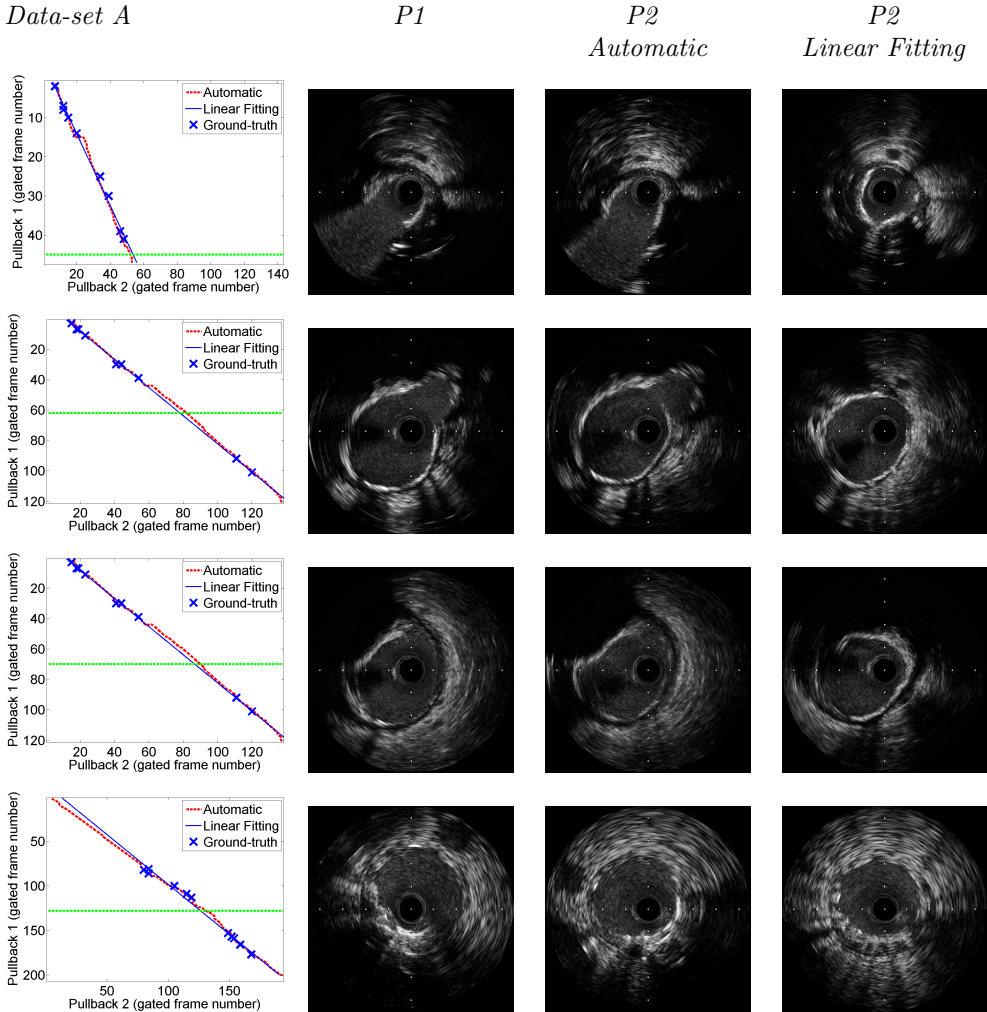 Data-set A
P1
P2
Automatic
P2
Linear Fitting
Automatic
Linear Fitting
Ground-truth
Pullback 1 (gated frame number)
10
20
30
40
20 40 60 80 100 120 140
Pullback 2 (gated frame number)
Automatic
Linear Fitting
Ground-truth
Pullback 1 (gated frame number)
20
40
60
80
100
120
20 40 60 80 100 120
Pullback 2 (gated frame number)
Automatic
Linear Fitting
Ground-truth
Pullback 1 (gated frame number)
20
40
60
80
100
120
20 40 60 80 100 120
Pullback 2 (gated frame number)
Automatic
Linear Fitting
Ground-truth
Pullback 1 (gated frame number)
50
100
150
200
50 100 150
Pullback 2 (gated frame number)